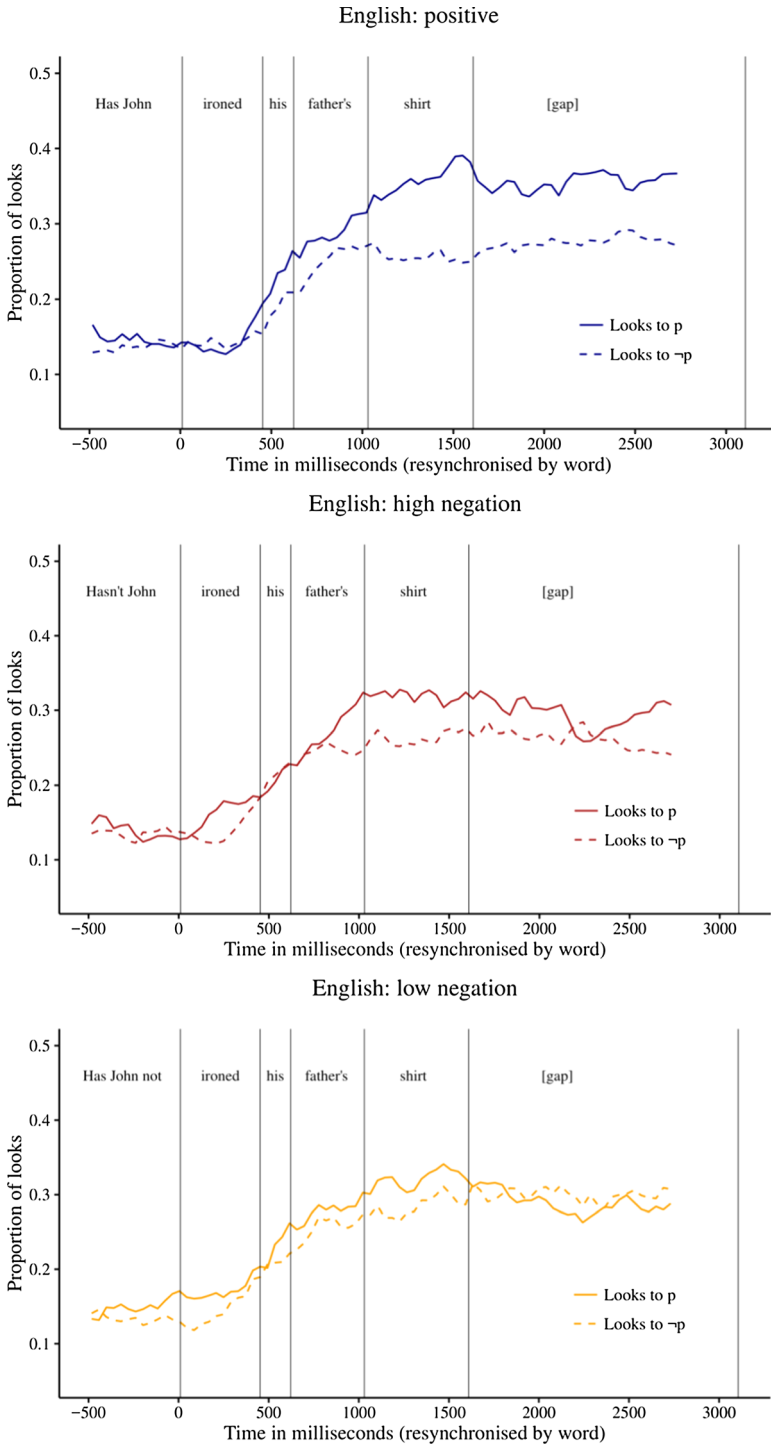 English: positive
0.5
Has John ironed his father's shirt [gap]
0.4
0.3
0.2
Looks to p
Looks to ¬p
0.1
−500 0 500 1000 1500 2000 2500 3000
Time in milliseconds (resynchronised by word)
Proportion of looks
English: high negation
0.5
Hasn't John ironed his father's shirt [gap]
0.4
0.3
0.2
Looks to p
Looks to ¬p
0.1
−500 0 500 1000 1500 2000 2500 3000
Time in milliseconds (resynchronised by word)
Proportion of looks
English: low negation
0.5
Has John not ironed his father's shirt [gap]
0.4
0.3
0.2
Looks to p
Looks to ¬p
0.1
−500 0 500 1000 1500 2000 2500 3000
Time in milliseconds (resynchronised by word)
Proportion of looks